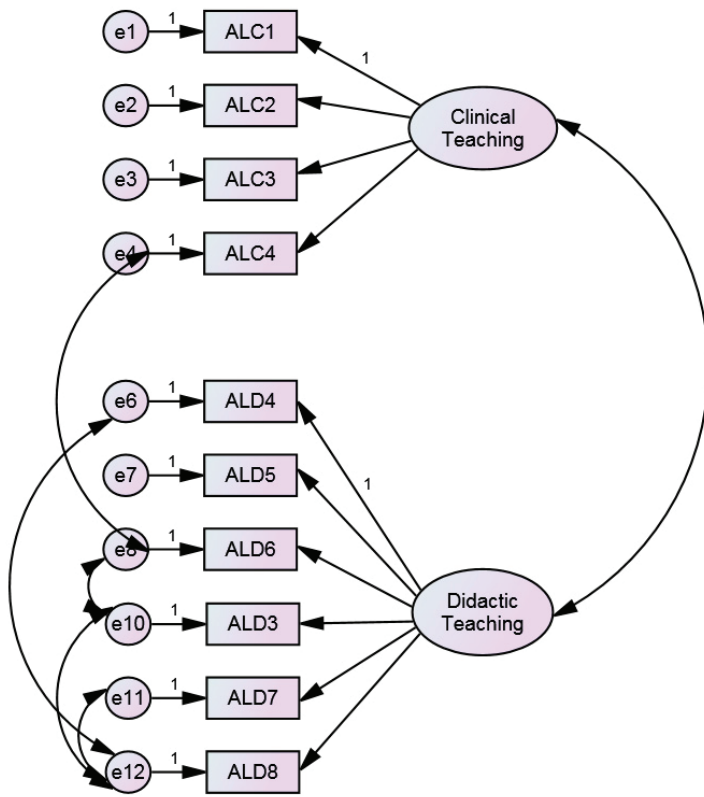 e1 1 ALC1
1
e2 1 ALC2
Clinical
Teaching
e3 1 ALC3
e4 1 ALC4
e6 1 ALD4
e7 1 ALD5
1
e8 1 ALD6
e10 1 ALD3
Didactic
Teaching
e11 1 ALD7
e12 1 ALD8